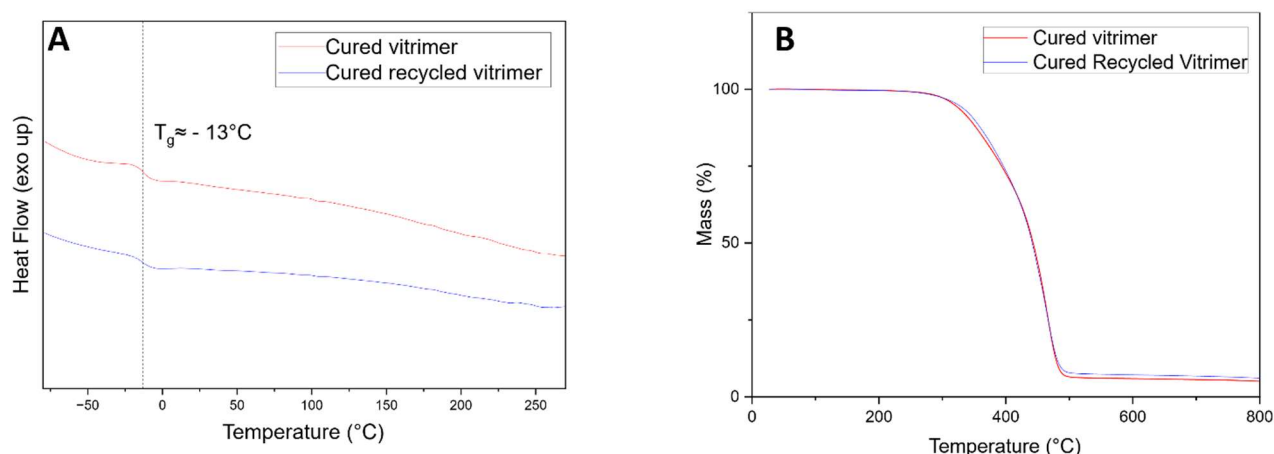 A
Cured vitrimer
Cured recycled vitrimer
Tg≈ - 13°C
Heat Flow (exo up)
−50 0 50 100 150 200 250
Temperature (°C)
B
Cured vitrimer
Cured Recycled Vitrimer
100
50
0
Mass (%)
0 200 400 600 800
Temperature (°C)